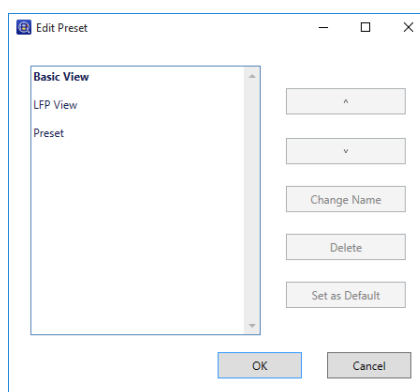 Edit Preset
Basic View
LFP View
Preset
^
v
Change Name
Delete
Set as Default
OK
Cancel